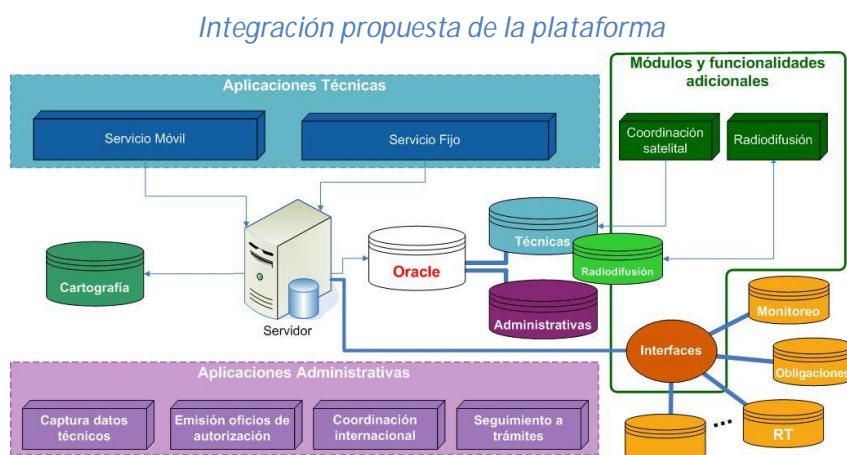 Integración propuesta de la plataforma
Aplicaciones Técnicas
Servicio Móvil
Servicio Fijo
Módulos y funcionalidades
adicionales
Coordinación
satelital
Radiodifusión
Cartografía
Servidor
Oracle
Técnicas
Radiodifusión
Administrativas
Interfaces
Monitoreo
Obligaciones
RT
...
Aplicaciones Administrativas
Captura datos
técnicos
Emisión oficios de
autorización
Coordinación
internacional
Seguimiento a
trámites